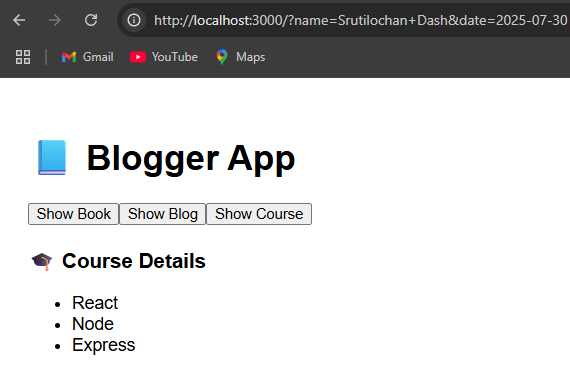 http://localhost:3000/?name=Srutilochan+Dash&date=2025-07-30
Gmail YouTube Maps
📘 Blogger App
Show Book Show Blog Show Course
🎓 Course Details
• React
• Node
• Express